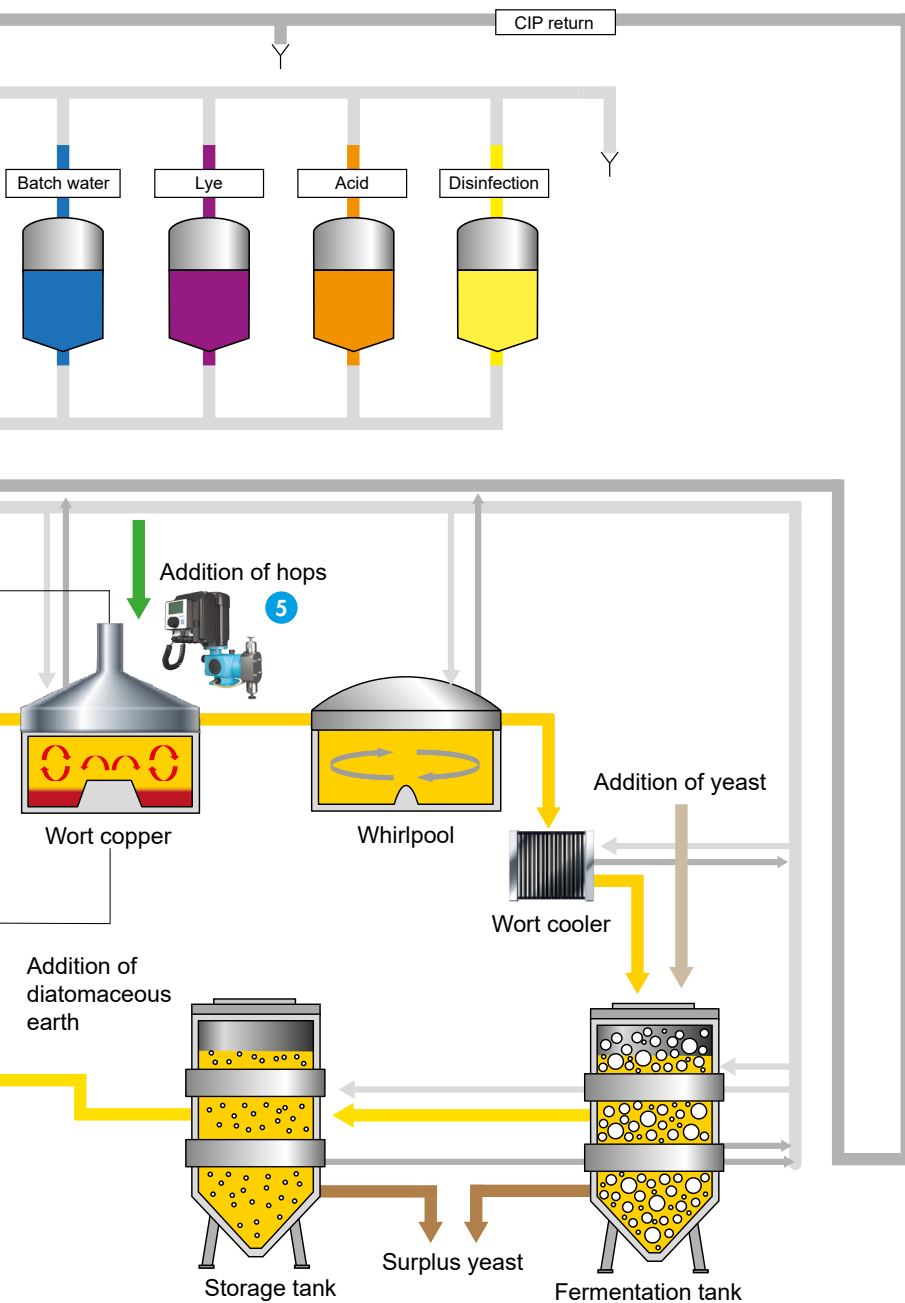 CIP return
Batch water
Lye
Acid
Disinfection
Addition of hops
5
Addition of yeast
Wort copper
Whirlpool
Wort cooler
Addition of
diatomaceous
earth
Surplus yeast
Storage tank
Fermentation tank